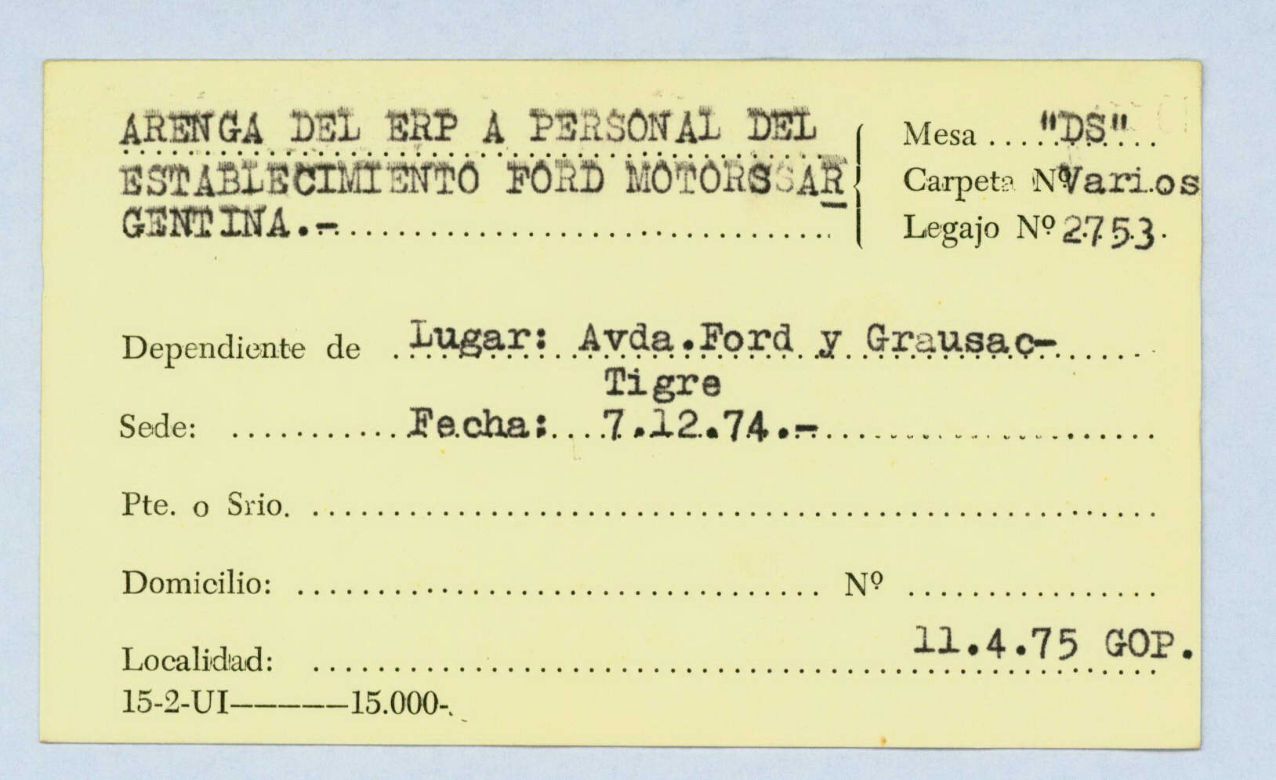 ARENGA DEL ERP A PERSONAL DEL
ESTABLECIMIENTO FORD MOTORSSAR
GENTINA.-
Mesa "DS"
Carpeta Nº Varios
Legajo Nº 2753
Dependiente de Lugar: Avda.Ford y Grausac-
Tigre
Sede: Fecha: 7.12.74.-
Pte. o Srio.
Domicilio: Nº
11.4.75 GOP.
Localidad:
15-2-UI—————15.000-